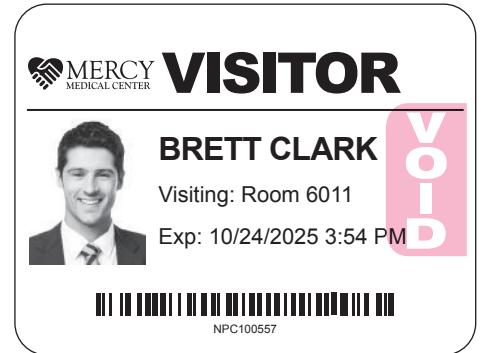 MERCY
MEDICAL CENTER
VISITOR
BRETT CLARK
Visiting: Room 6011
Exp: 10/24/2025 3:54 PM
VOID
NPC100557